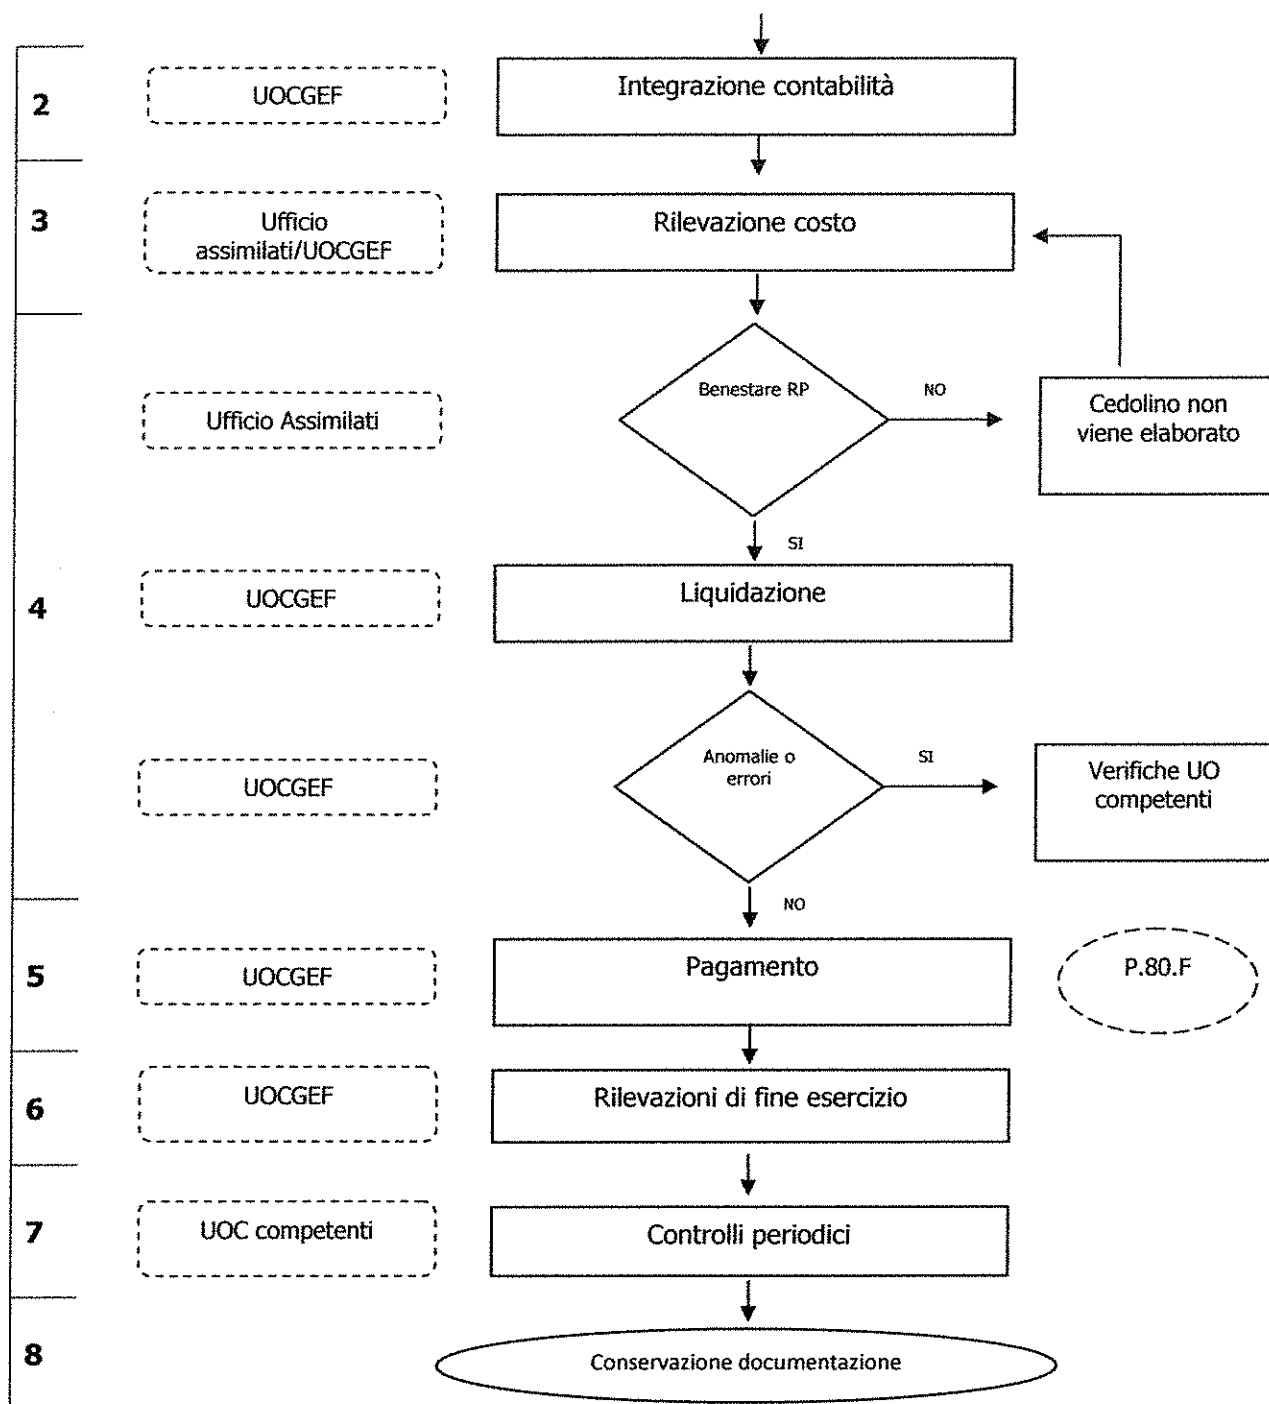 2
UOCGEF
Integrazione contabilità
3
Ufficio
assimilati/UOCGEF
Rilevazione costo
Ufficio Assimilati
Benestare RP
NO
Cedolino non
viene elaborato
SI
4
UOCGEF
Liquidazione
UOCGEF
Anomalie o
errori
SI
Verifiche UO
competenti
NO
5
UOCGEF
Pagamento
P.80.F
6
UOCGEF
Rilevazioni di fine esercizio
7
UOC competenti
Controlli periodici
8
Conservazione documentazione